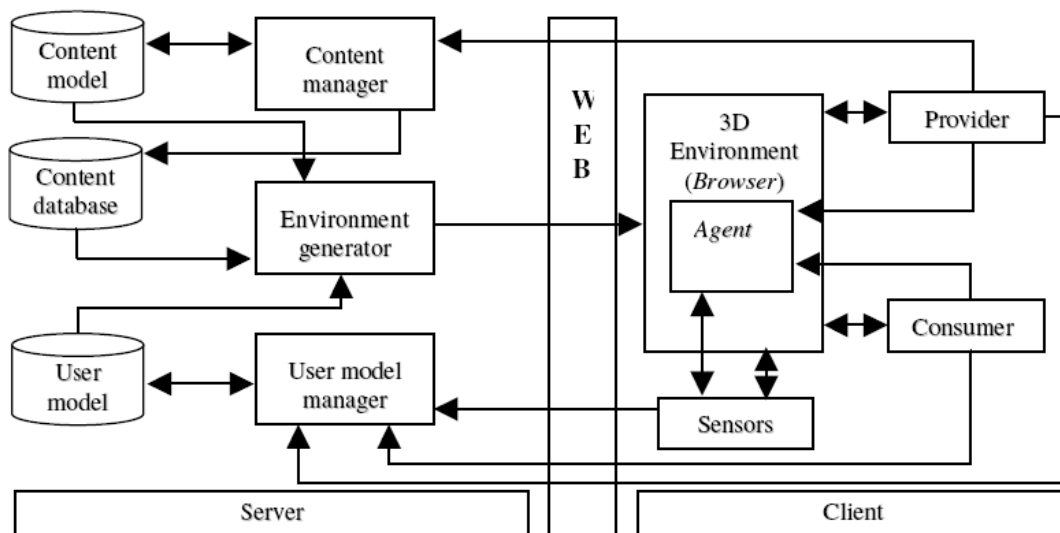 Content
model
Content
manager
W
E
B
3D
Environment
(Browser)
Agent
Provider
Content
database
Environment
generator
Consumer
User
model
User model
manager
Sensors
Server
Client